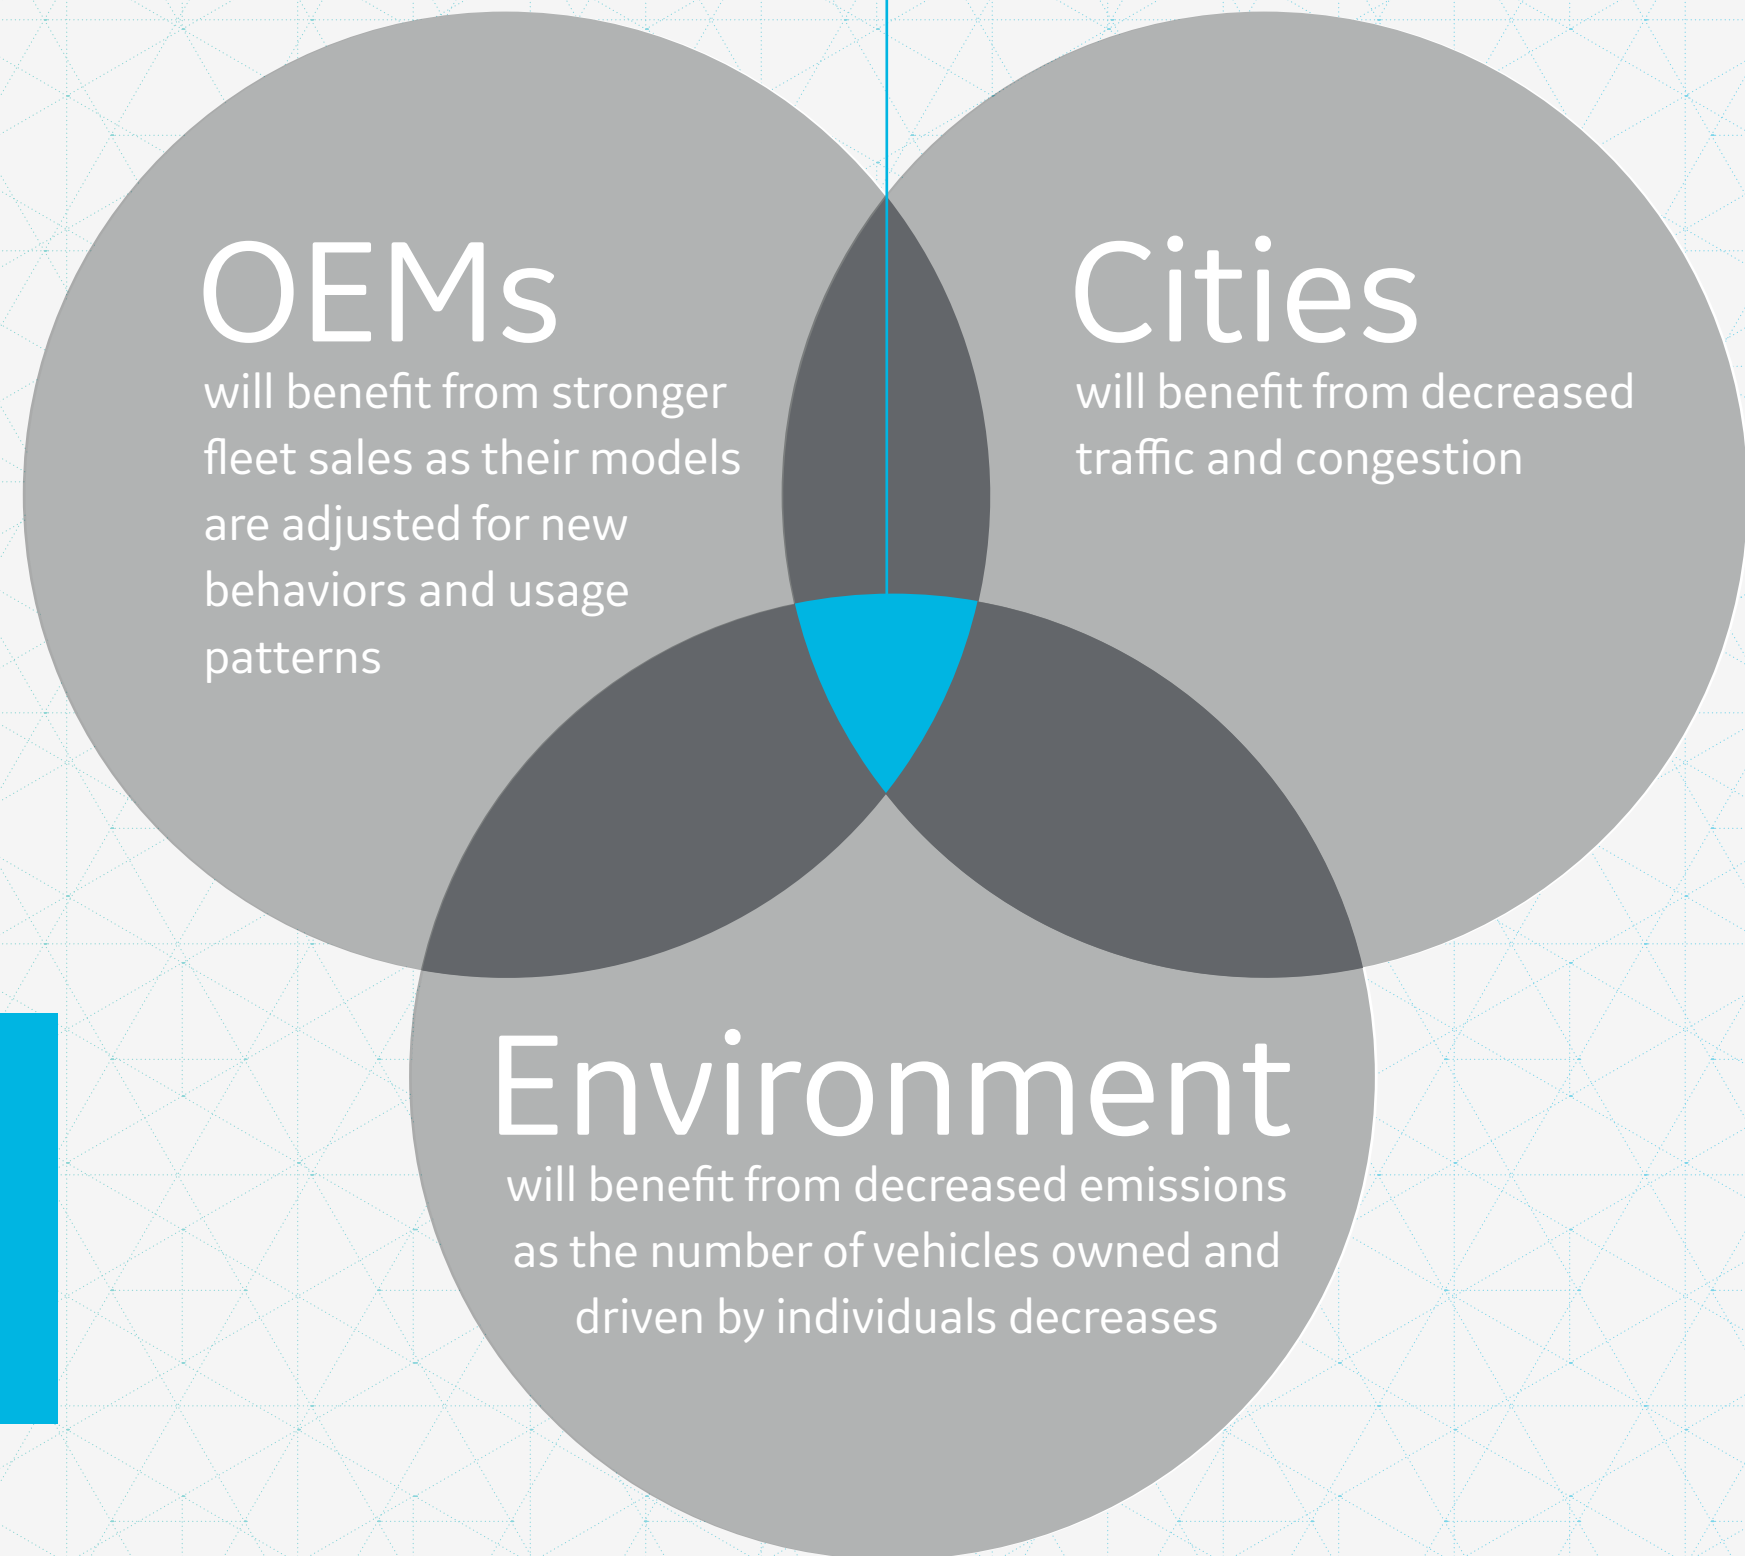 OEMs
will benefit from stronger
fleet sales as their models
are adjusted for new
behaviors and usage
patterns
Cities
will benefit from decreased
traffic and congestion
Environment
will benefit from decreased emissions
as the number of vehicles owned and
driven by individuals decreases